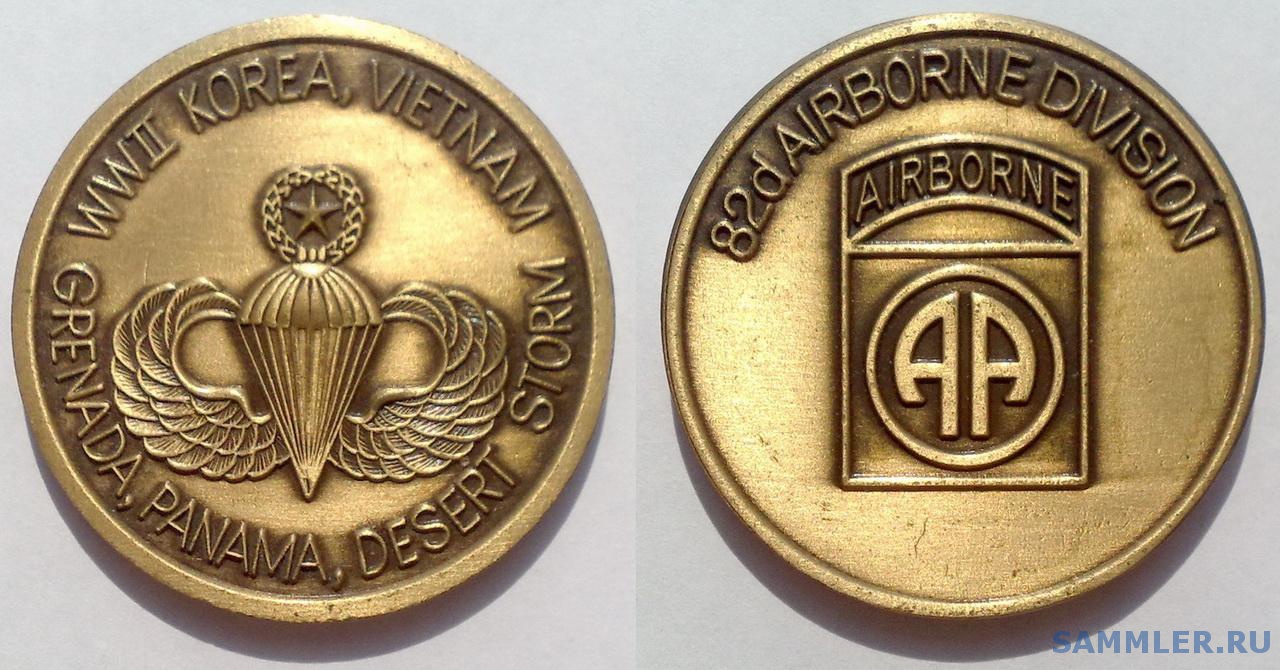 WWII KOREA, VIETNAM
GRENADA, PANAMA, DESERT STORM
82d AIRBORNE DIVISION
AIRBORNE
AA
SAMMLER.RU